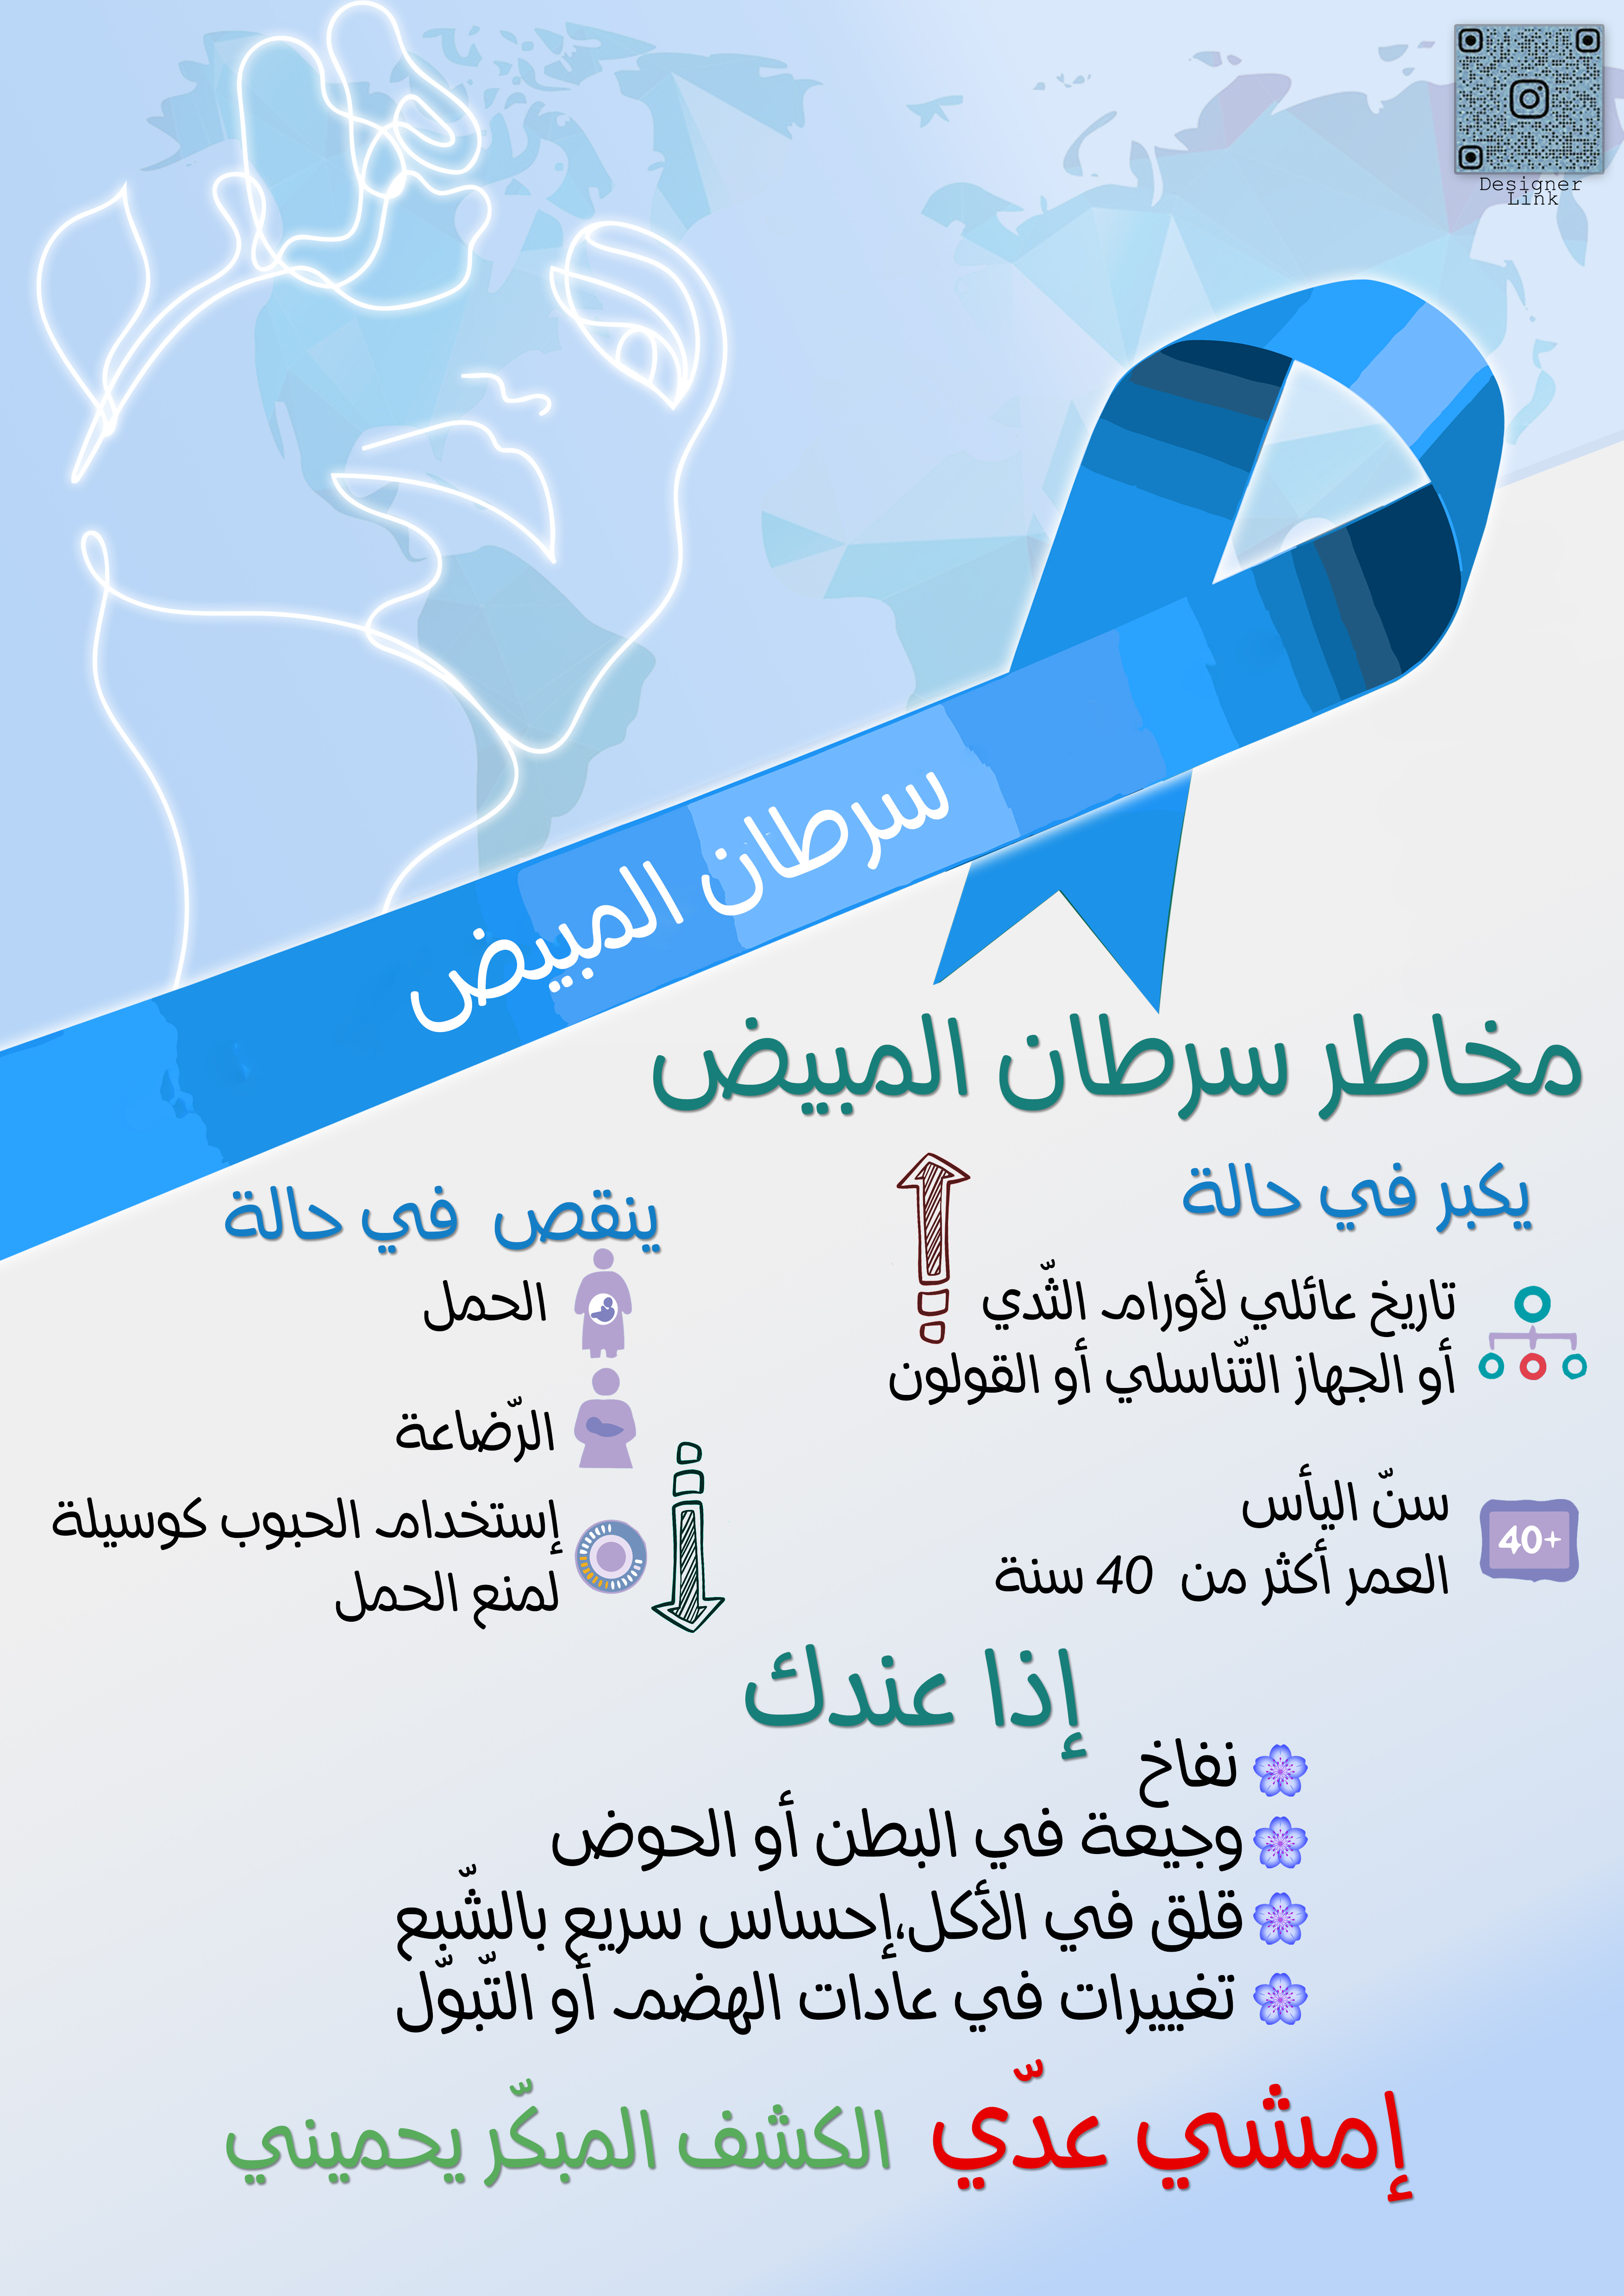 Designer
Link
سرطان المبيض
مخاطر سرطان المبيض
يكبر في حالة
تاريخ عائلي لأورام الثّدي
أو الجهاز التّناسلي أو القولون
سنّ اليأس
العمر أكثر من 40 سنة
40+
ينقص في حالة
الحمل
الرّضاعة
إستخدام الحبوب كوسيلة
لمنع الحمل
إذا عندك
نفاخ
وجيعة في البطن أو الحوض
قلق في الأكل،إحساس سريع بالشّبع
تغييرات في عادات الهضم أو التّبوّل
إمشي عدّي الكشف المبكّر يحميني